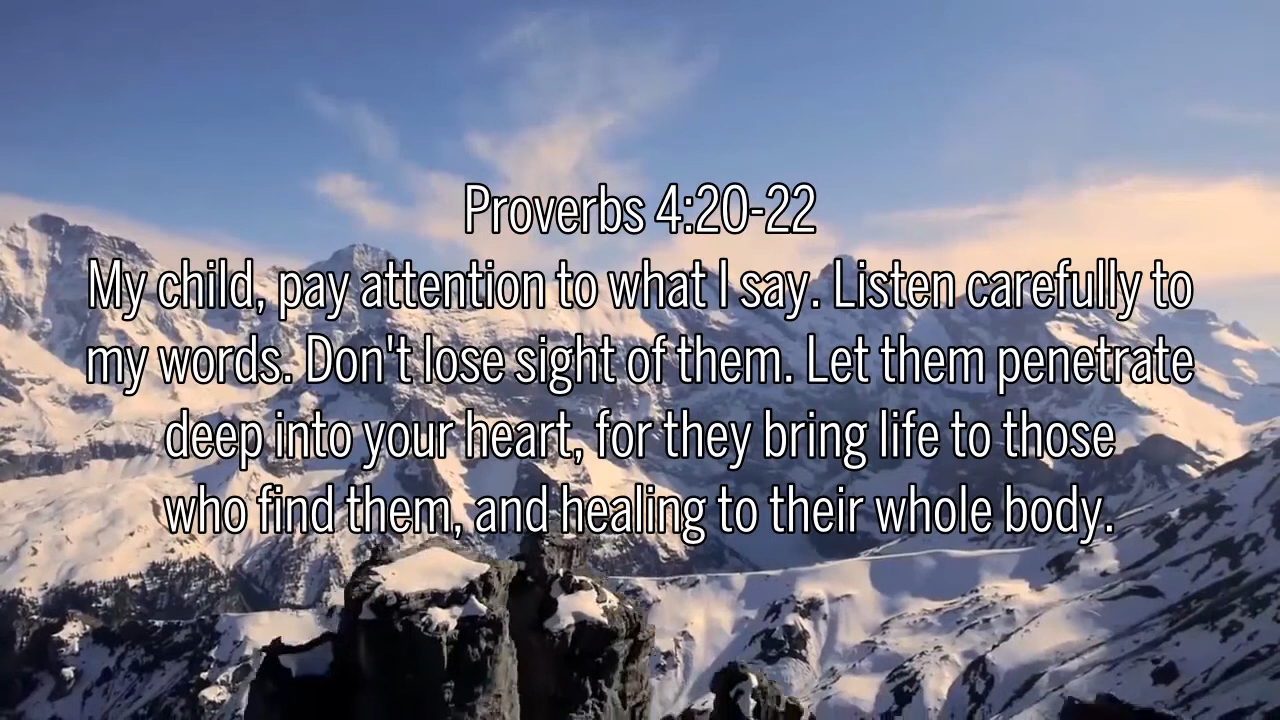 Proverbs 4:20-22
My child, pay attention to what I say. Listen carefully to
my words. Don't lose sight of them. Let them penetrate
deep into your heart, for they bring life to those
who find them, and healing to their whole body.